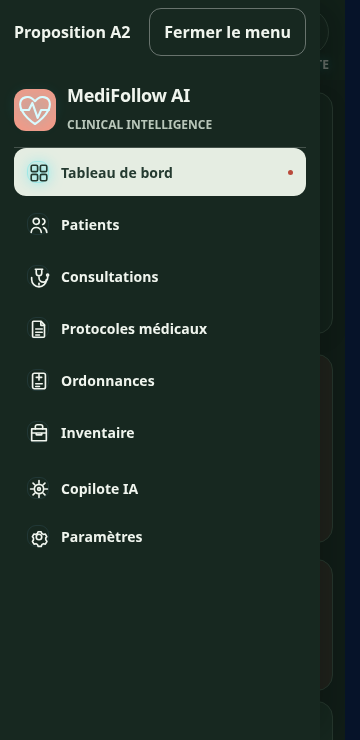 Proposition A2
Fermer le menu
MediFollow AI
CLINICAL INTELLIGENCE
Tableau de bord
Patients
Consultations
Protocoles médicaux
Ordonnances
Inventaire
Copilote IA
Paramètres